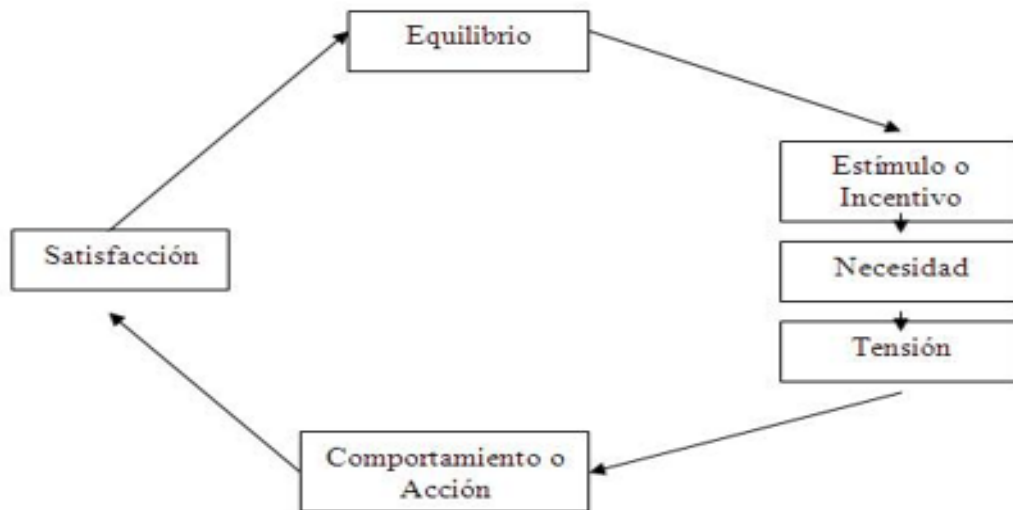 Equilibrio
Estímulo o
Incentivo
Necesidad
Tensión
Comportamiento o
Acción
Satisfacción